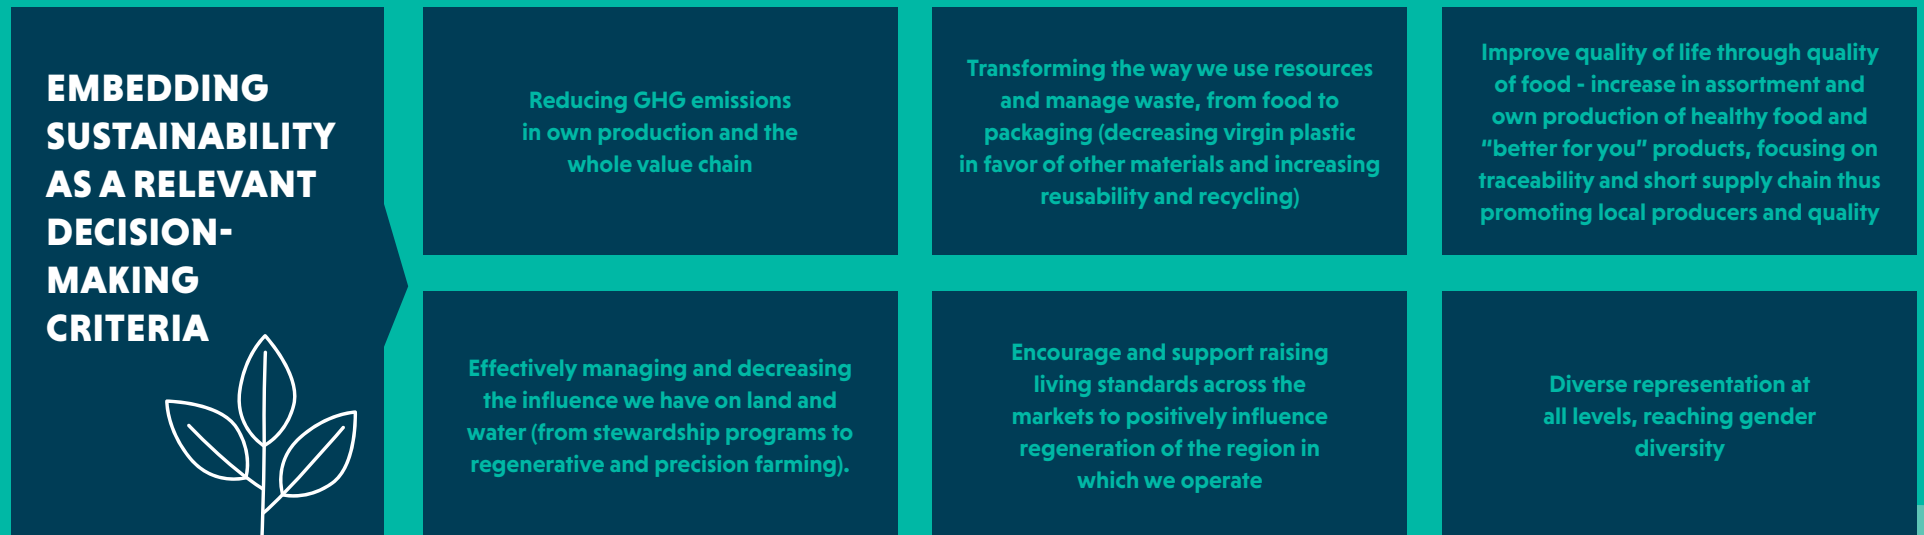 EMBEDDING
SUSTAINABILITY
AS A RELEVANT
DECISION-
MAKING
CRITERIA
Reducing GHG emissions
in own production and the
whole value chain
Transforming the way we use resources
and manage waste, from food to
packaging (decreasing virgin plastic
in favor of other materials and increasing
reusability and recycling)
Improve quality of life through quality
of food - increase in assortment and
own production of healthy food and
“better for you” products, focusing on
traceability and short supply chain thus
promoting local producers and quality
Effectively managing and decreasing
the influence we have on land and
water (from stewardship programs to
regenerative and precision farming).
Encourage and support raising
living standards across the
markets to positively influence
regeneration of the region in
which we operate
Diverse representation at
all levels, reaching gender
diversity